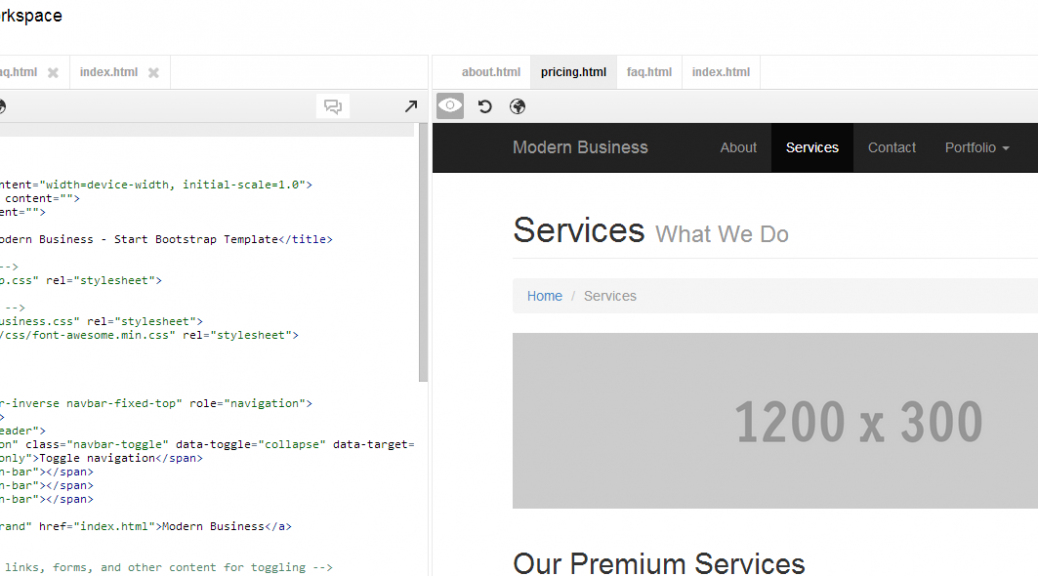 rkspace
aq.html index.html
ntent="width=device-width, initial-scale=1.0">
content="">
ent="">
odern Business - Start Bootstrap Template</title>
-->
p.css" rel="stylesheet">
-->
usiness.css" rel="stylesheet">
/css/font-awesome.min.css" rel="stylesheet">
r-inverse navbar-fixed-top" role="navigation">
>
eader">
on" class="navbar-toggle" data-toggle="collapse" data-target=
only">Toggle navigation</span>
n-bar"></span>
n-bar"></span>
n-bar"></span>
rand" href="index.html">Modern Business</a>
links, forms, and other content for toggling -->
about.html pricing.html faq.html index.html
Modern Business About Services Contact Portfolio
Services What We Do
Home / Services
1200 x 300
Our Premium Services